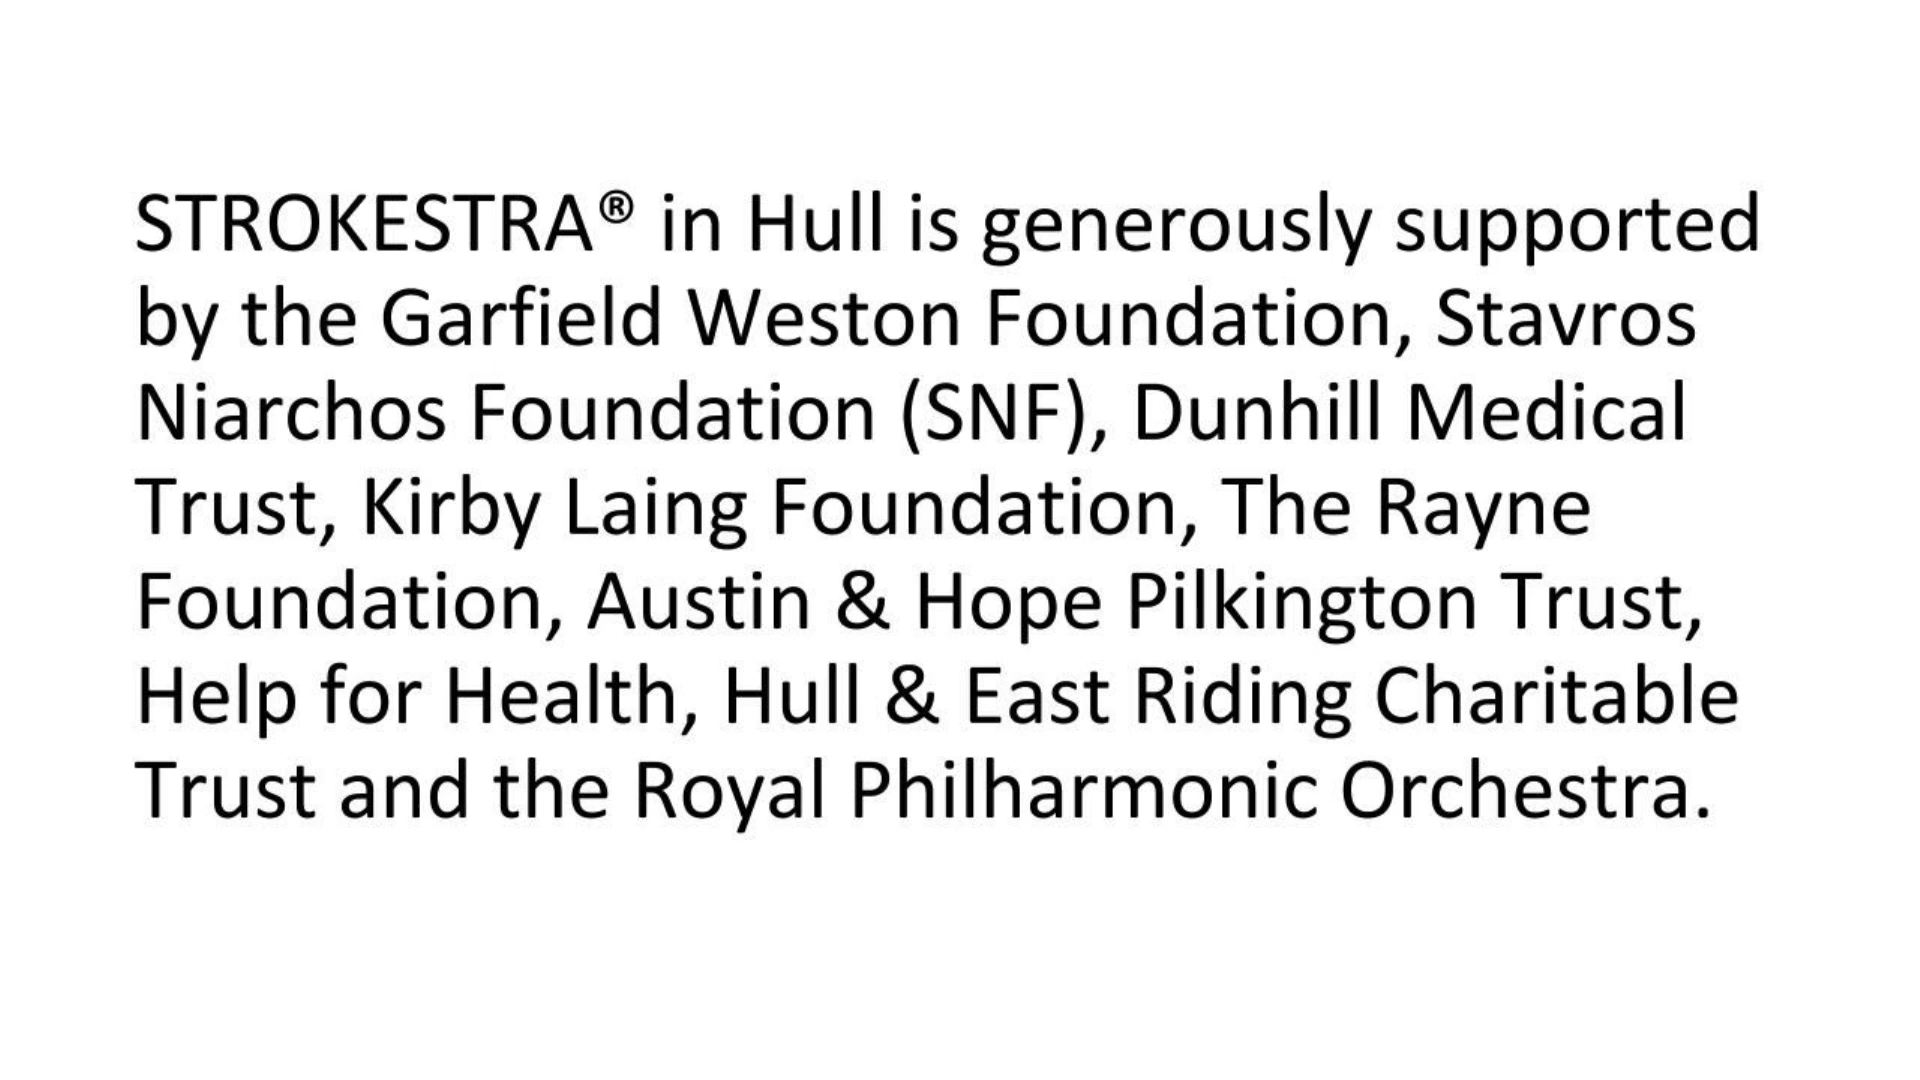 STROKESTRA® in Hull is generously supported
by the Garfield Weston Foundation, Stavros
Niarchos Foundation (SNF), Dunhill Medical
Trust, Kirby Laing Foundation, The Rayne
Foundation, Austin & Hope Pilkington Trust,
Help for Health, Hull & East Riding Charitable
Trust and the Royal Philharmonic Orchestra.